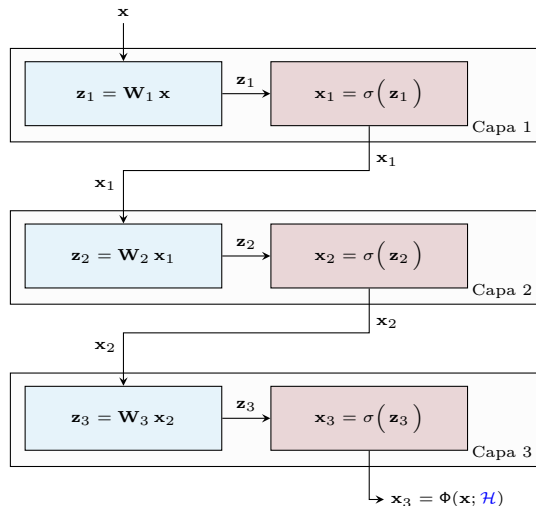 x
z₁ = W₁ x
z₁
x₁ = σ( z₁ )
Capa 1
x₁
x₁
z₂ = W₂ x₁
z₂
x₂ = σ( z₂ )
Capa 2
x₂
x₂
z₃ = W₃ x₂
z₃
x₃ = σ( z₃ )
Capa 3
x₃ = Φ(x; ℋ)